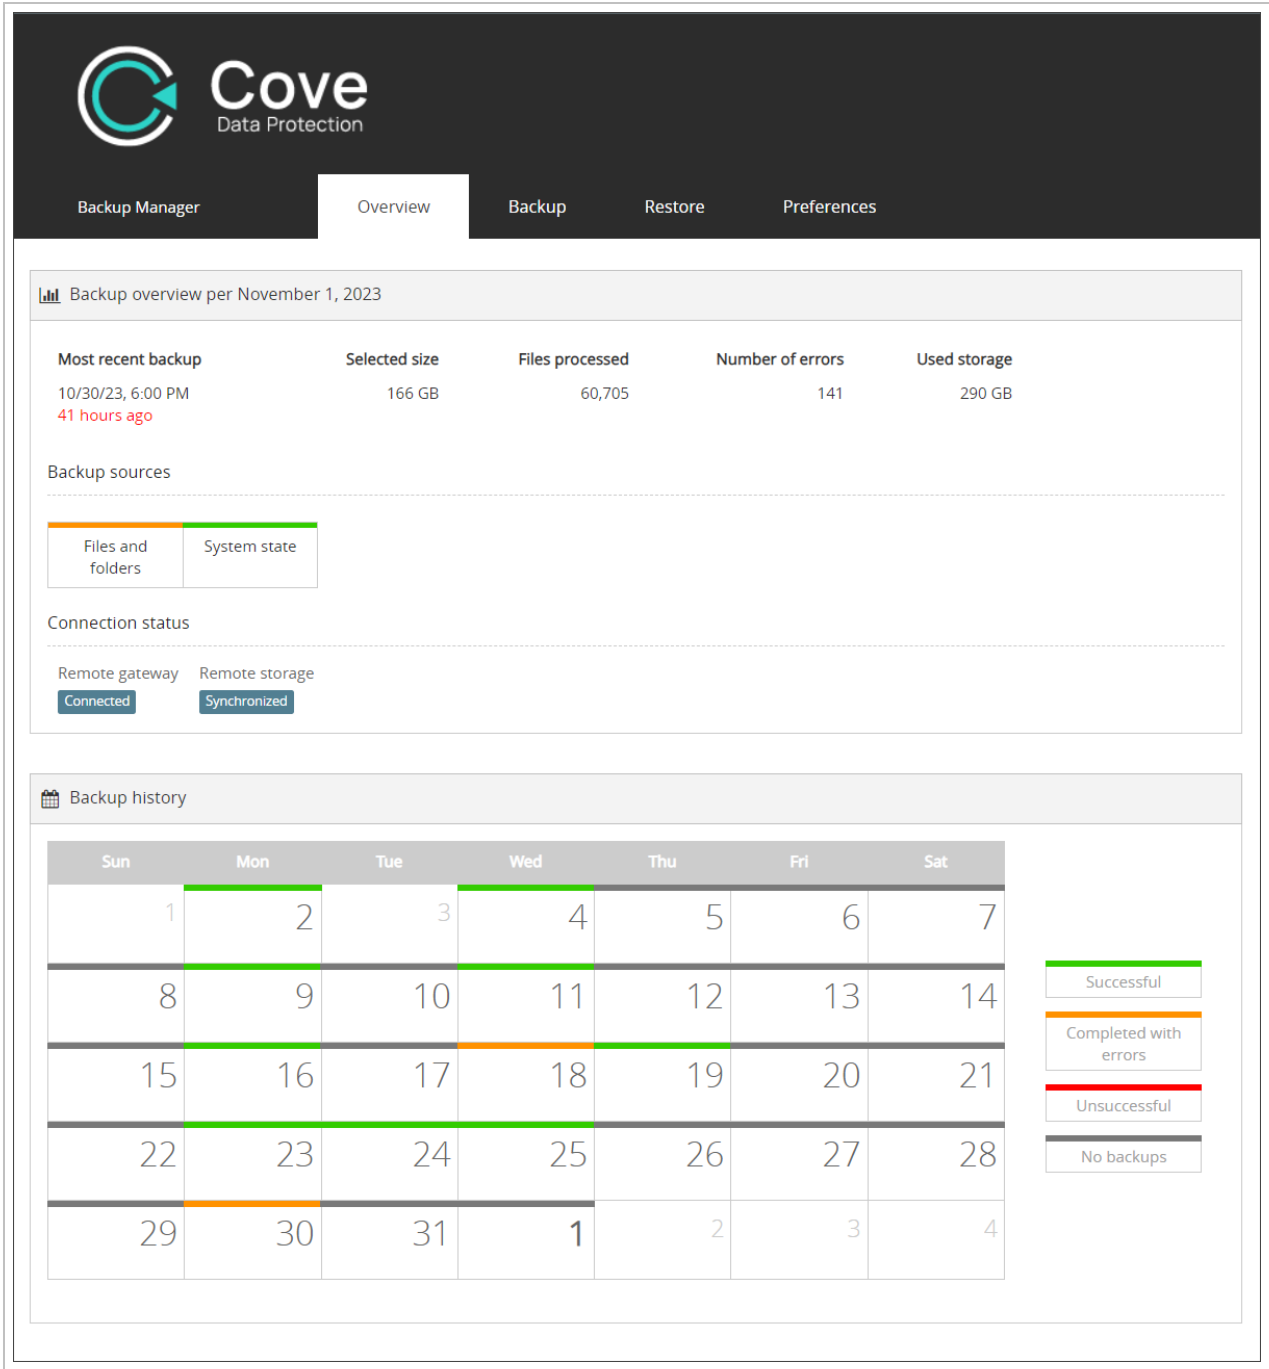 Cove
Data Protection
Backup Manager Overview Backup Restore Preferences
Backup overview per November 1, 2023
Most recent backup Selected size Files processed Number of errors Used storage
10/30/23, 6:00 PM 166 GB 60,705 141 290 GB
41 hours ago
Backup sources
Files and
folders
System state
Connection status
Remote gateway Remote storage
Connected Synchronized
Backup history
Sun Mon Tue Wed Thu Fri Sat
1 2 3 4 5 6 7
8 9 10 11 12 13 14
15 16 17 18 19 20 21
22 23 24 25 26 27 28
29 30 31 1 2 3 4
Successful
Completed with
errors
Unsuccessful
No backups